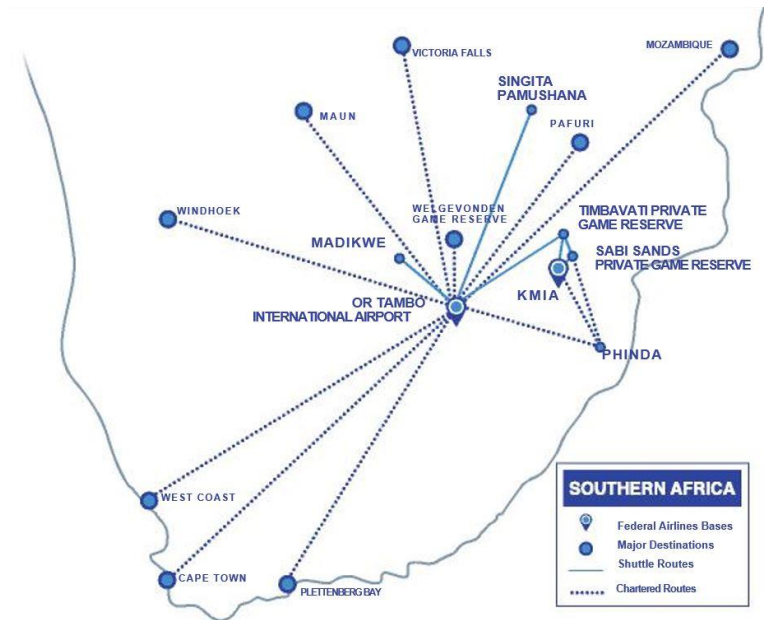 MOZAMBIQUE
VICTORIA FALLS
SINGITA
PAMUSHANA
MAUN
PAFURI
WINDHOEK
WELGEVONDEN
GAME RESERVE
TIMBAVATI PRIVATE
GAME RESERVE
MADIKWE
SABI SANDS
PRIVATE GAME RESERVE
KMIA
OR TAMBO
INTERNATIONAL AIRPORT
PHINDA
WEST COAST
CAPE TOWN
PLETTENBERG BAY
SOUTHERN AFRICA
Federal Airlines Bases
Major Destinations
Shuttle Routes
Chartered Routes